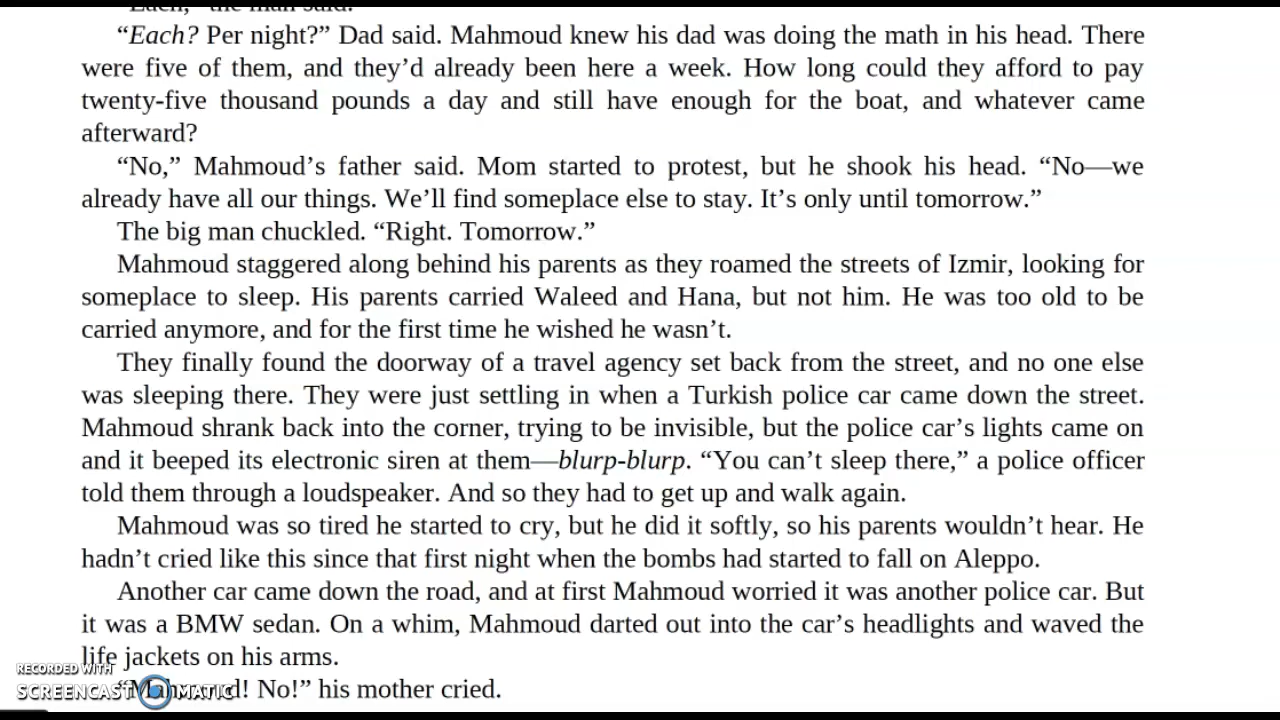 “Each,” the man said.
“Each? Per night?” Dad said. Mahmoud knew his dad was doing the math in his head. There
were five of them, and they’d already been here a week. How long could they afford to pay
twenty-five thousand pounds a day and still have enough for the boat, and whatever came
afterward?
“No,” Mahmoud’s father said. Mom started to protest, but he shook his head. “No—we
already have all our things. We’ll find someplace else to stay. It’s only until tomorrow.”
The big man chuckled. “Right. Tomorrow.”
Mahmoud staggered along behind his parents as they roamed the streets of Izmir, looking for
someplace to sleep. His parents carried Waleed and Hana, but not him. He was too old to be
carried anymore, and for the first time he wished he wasn’t.
They finally found the doorway of a travel agency set back from the street, and no one else
was sleeping there. They were just settling in when a Turkish police car came down the street.
Mahmoud shrank back into the corner, trying to be invisible, but the police car’s lights came on
and it beeped its electronic siren at them—blurp-blurp. “You can’t sleep there,” a police officer
told them through a loudspeaker. And so they had to get up and walk again.
Mahmoud was so tired he started to cry, but he did it softly, so his parents wouldn’t hear. He
hadn’t cried like this since that first night when the bombs had started to fall on Aleppo.
Another car came down the road, and at first Mahmoud worried it was another police car. But
it was a BMW sedan. On a whim, Mahmoud darted out into the car’s headlights and waved the
life jackets on his arms.
“Mahmoud! No!” his mother cried.
RECORDED WITH
SCREENCAST MATIC